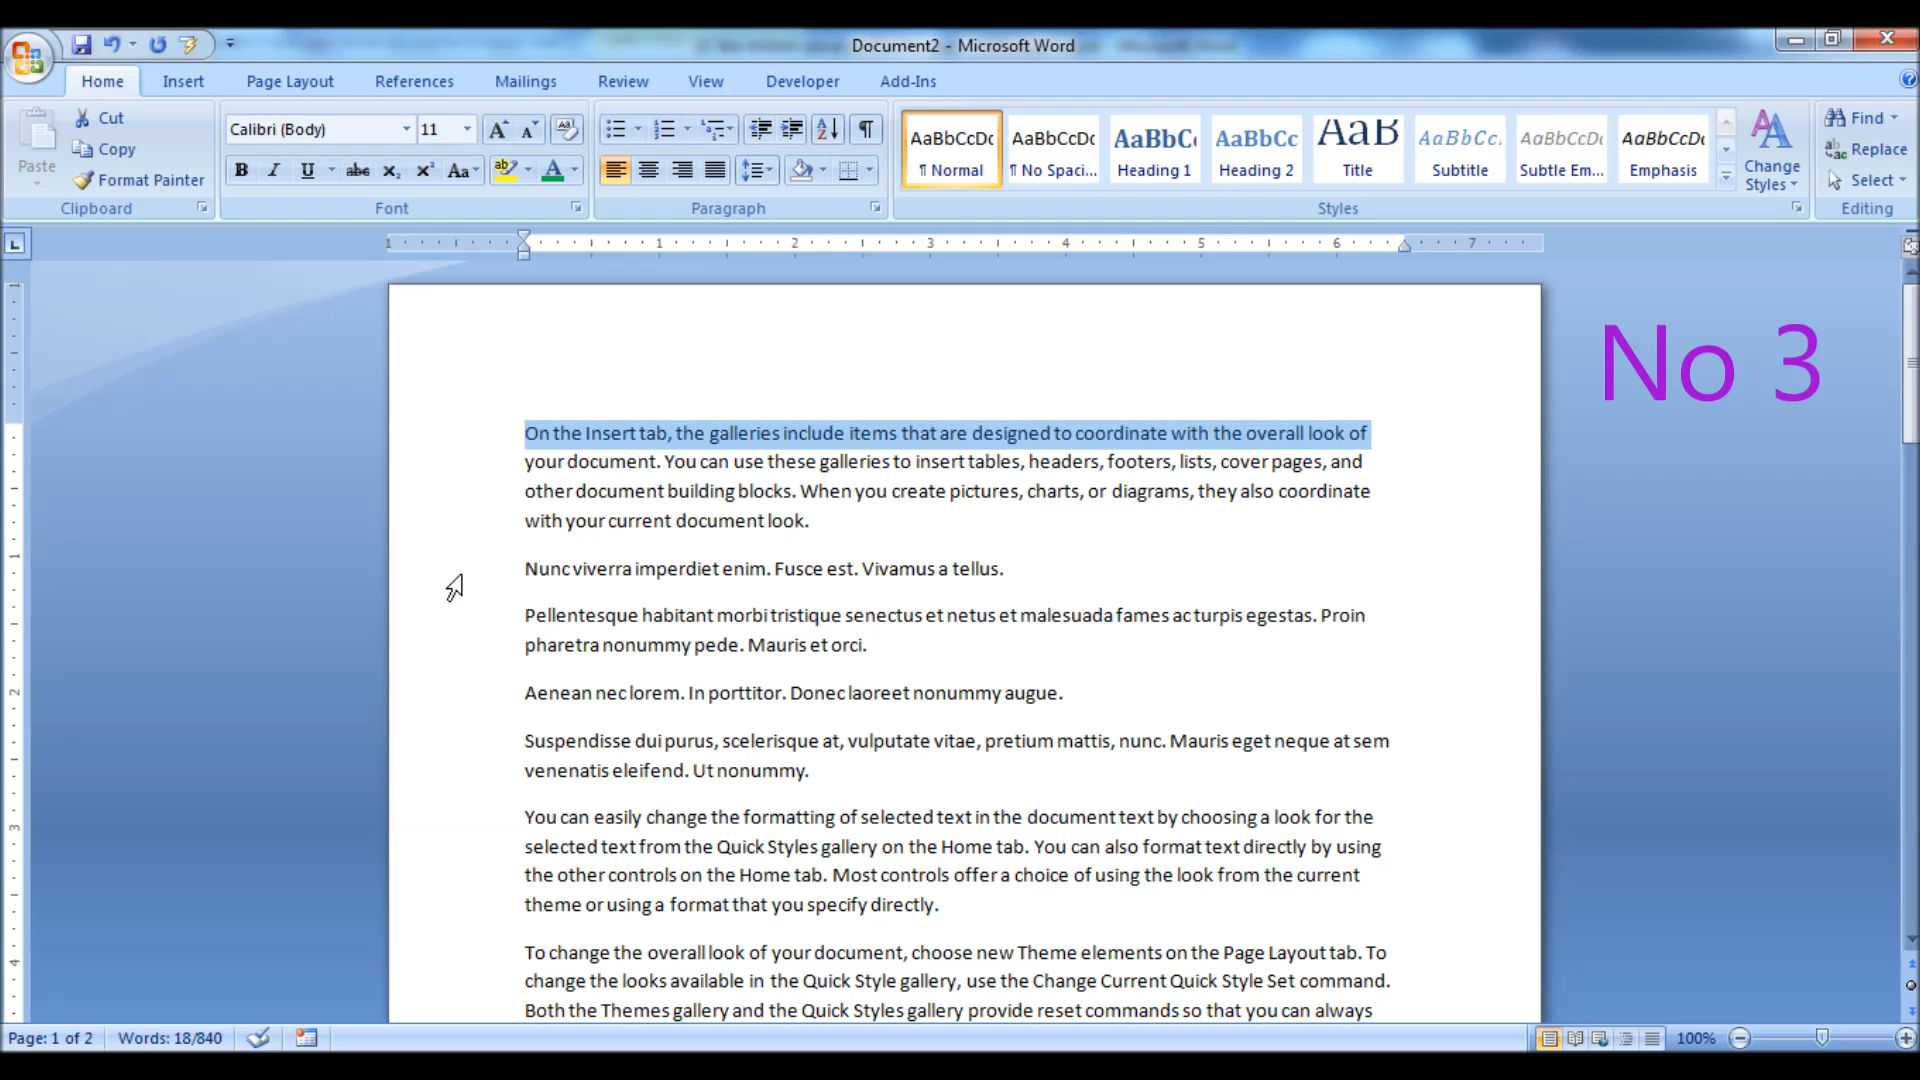 Document2 - Microsoft Word
Home Insert Page Layout References Mailings Review View Developer Add-Ins
Paste
Cut
Copy
Format Painter
Clipboard
Calibri (Body) 11
Font
Paragraph
AaBbCcDc AaBbCcDc AaBbC AaBbCc AaB AaBbCc. AaBbCcDc AaBbCcDc
¶ Normal ¶ No Spaci... Heading 1 Heading 2 Title Subtitle Subtle Em... Emphasis
Change
Styles
Styles
Find
Replace
Select
Editing
1 1 2 3 4 5 6 7
No 3
On the Insert tab, the galleries include items that are designed to coordinate with the overall look of
your document. You can use these galleries to insert tables, headers, footers, lists, cover pages, and
other document building blocks. When you create pictures, charts, or diagrams, they also coordinate
with your current document look.
Nunc viverra imperdiet enim. Fusce est. Vivamus a tellus.
Pellentesque habitant morbi tristique senectus et netus et malesuada fames ac turpis egestas. Proin
pharetra nonummy pede. Mauris et orci.
Aenean nec lorem. In porttitor. Donec laoreet nonummy augue.
Suspendisse dui purus, scelerisque at, vulputate vitae, pretium mattis, nunc. Mauris eget neque at sem
venenatis eleifend. Ut nonummy.
You can easily change the formatting of selected text in the document text by choosing a look for the
selected text from the Quick Styles gallery on the Home tab. You can also format text directly by using
the other controls on the Home tab. Most controls offer a choice of using the look from the current
theme or using a format that you specify directly.
To change the overall look of your document, choose new Theme elements on the Page Layout tab. To
change the looks available in the Quick Style gallery, use the Change Current Quick Style Set command.
Both the Themes gallery and the Quick Styles gallery provide reset commands so that you can always
Page: 1 of 2 Words: 18/840 100%